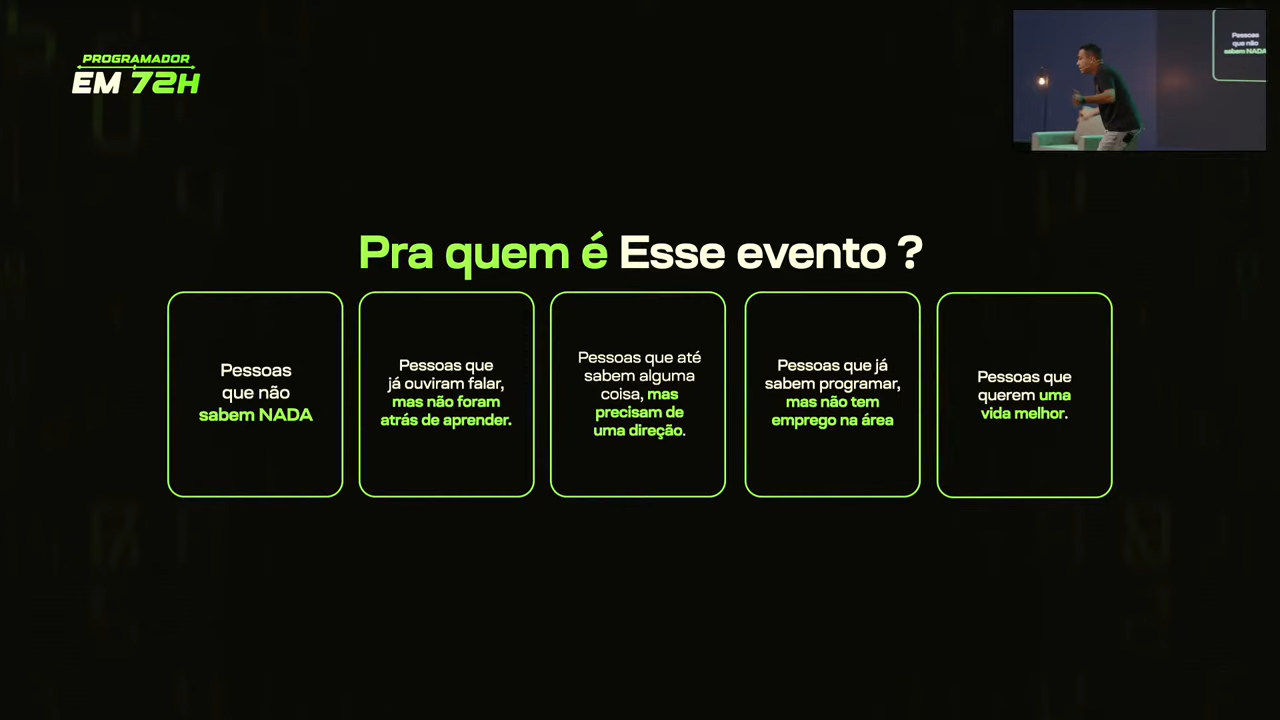 PROGRAMADOR
EM 72H
Pessoas
que não
sabem NADA
Pra quem é Esse evento ?
Pessoas
que não
sabem NADA
Pessoas que
já ouviram falar,
mas não foram
atrás de aprender.
Pessoas que até
sabem alguma
coisa, mas
precisam de
uma direção.
Pessoas que já
sabem programar,
mas não tem
emprego na área
Pessoas que
querem uma
vida melhor.